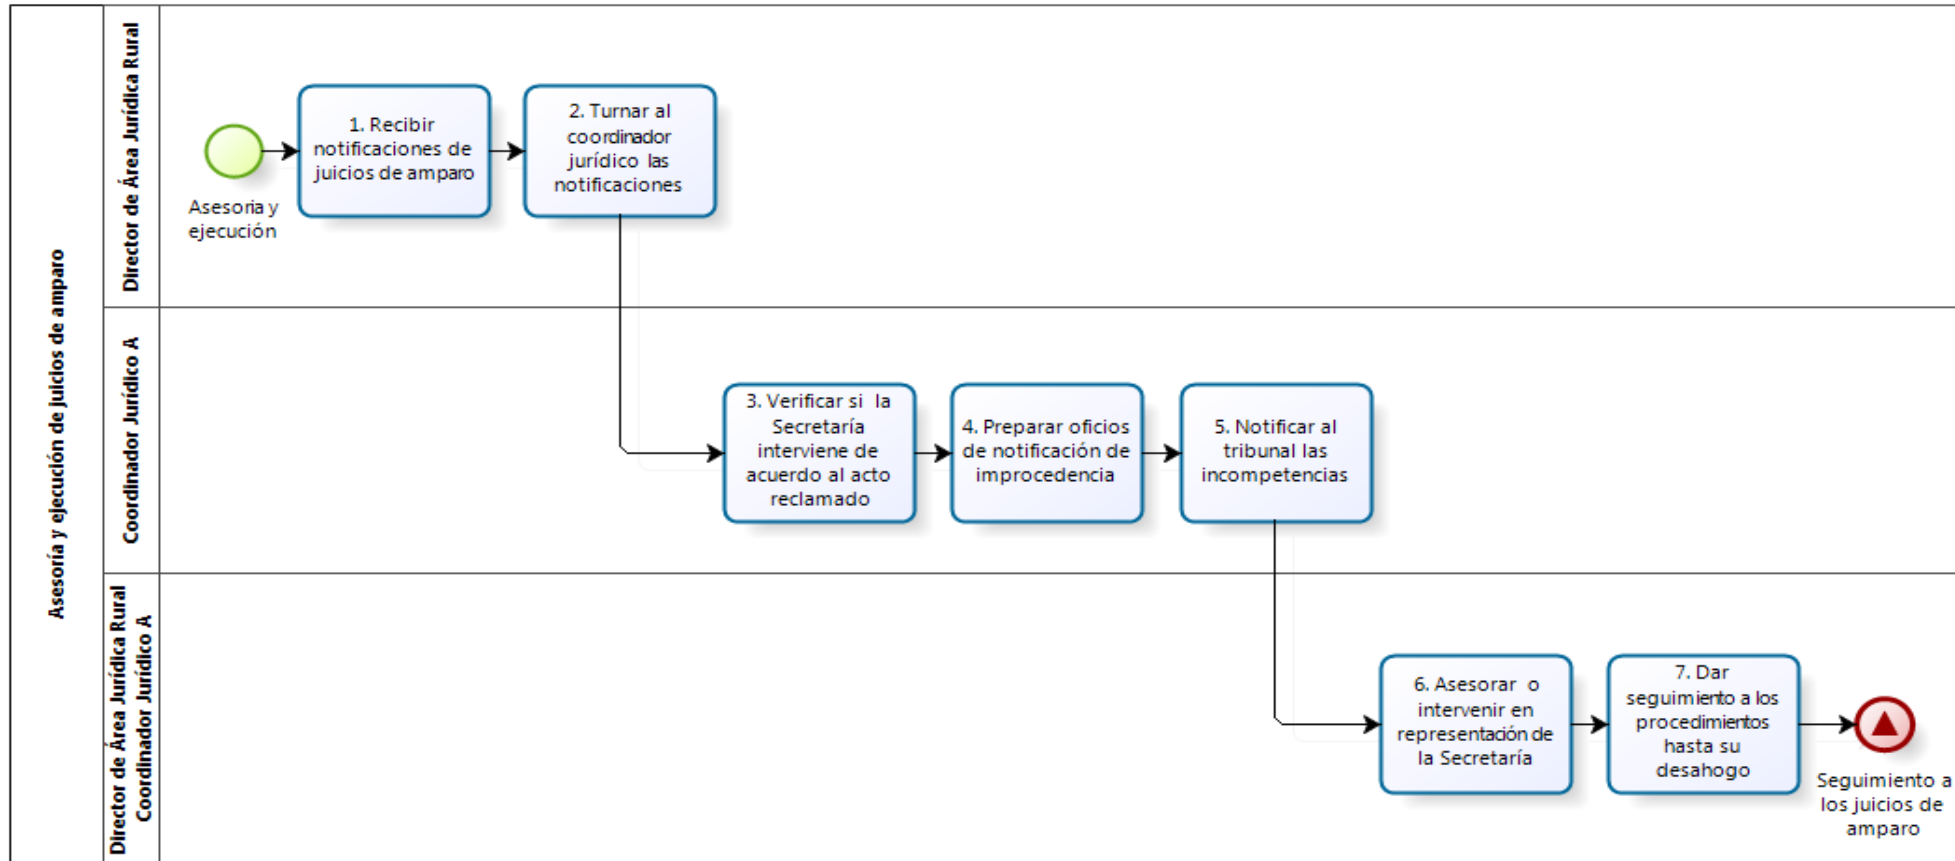 Asesoría y ejecución de juicios de amparo
Director de Área Jurídica Rural
Asesoria y
ejecución
1. Recibir
notificaciones de
juicios de amparo
2. Turnar al
coordinador
jurídico las
notificaciones
Coordinador Jurídico A
3. Verificar si la
Secretaría
interviene de
acuerdo al acto
reclamado
4. Preparar oficios
de notificación de
improcedencia
5. Notificar al
tribunal las
incompetencias
Director de Área Jurídica Rural
Coordinador Jurídico A
6. Asesorar o
intervenir en
representación de
la Secretaría
7. Dar
seguimiento a los
procedimientos
hasta su
desahogo
Seguimiento a
los juicios de
amparo